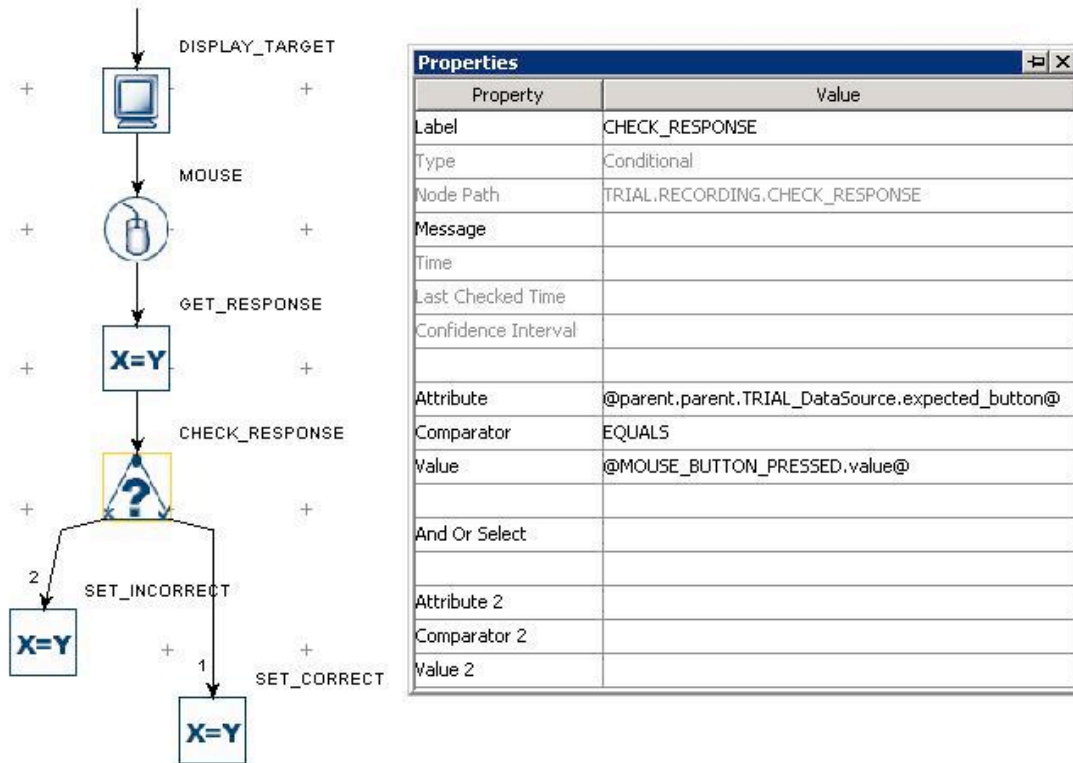 DISPLAY_TARGET
MOUSE
GET_RESPONSE
X=Y
CHECK_RESPONSE
?
2
SET_INCORRECT
X=Y
1
SET_CORRECT
X=Y
Properties
Property Value
Label CHECK_RESPONSE
Type Conditional
Node Path TRIAL.RECORDING.CHECK_RESPONSE
Message
Time
Last Checked Time
Confidence Interval
Attribute @parent.parent.TRIAL_DataSource.expected_button@
Comparator EQUALS
Value @MOUSE_BUTTON_PRESSED.value@
And Or Select
Attribute 2
Comparator 2
Value 2